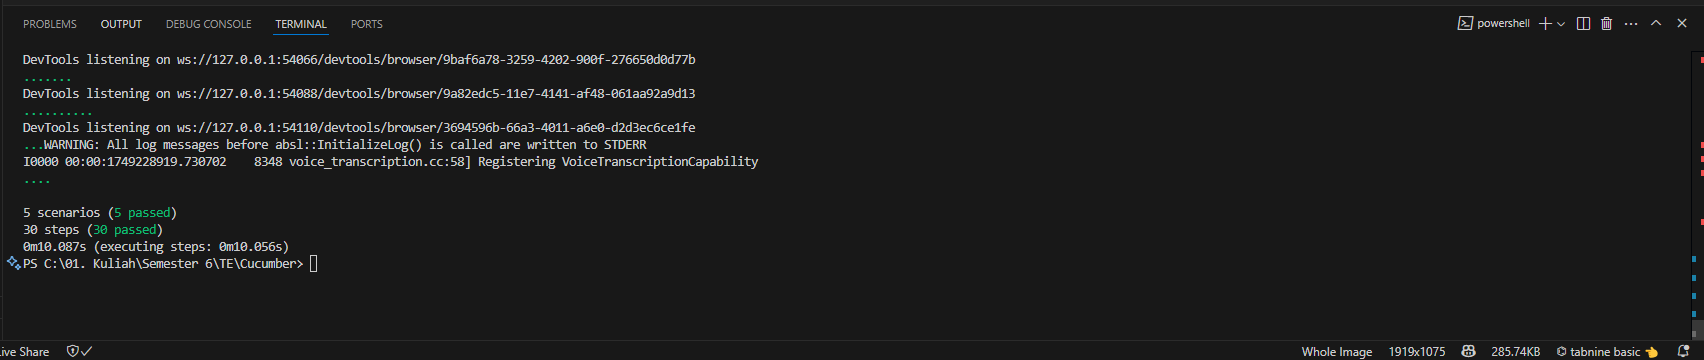 PROBLEMS OUTPUT DEBUG CONSOLE TERMINAL PORTS powershell
DevTools listening on ws://127.0.0.1:54066/devtools/browser/9baf6a78-3259-4202-900f-276650d0d77b
.......
DevTools listening on ws://127.0.0.1:54088/devtools/browser/9a82edc5-11e7-4141-af48-061aa92a9d13
..........
DevTools listening on ws://127.0.0.1:54110/devtools/browser/3694596b-66a3-4011-a6e0-d2d3ec6ce1fe
...WARNING: All log messages before absl::InitializeLog() is called are written to STDERR
I0000 00:00:1749228919.730702    8348 voice_transcription.cc:58] Registering VoiceTranscriptionCapability
....
5 scenarios (5 passed)
30 steps (30 passed)
0m10.087s (executing steps: 0m10.056s)
PS C:\01. Kuliah\Semester 6\TE\Cucumber>
ive Share Whole Image 1919x1075 285.74KB tabnine basic 👈